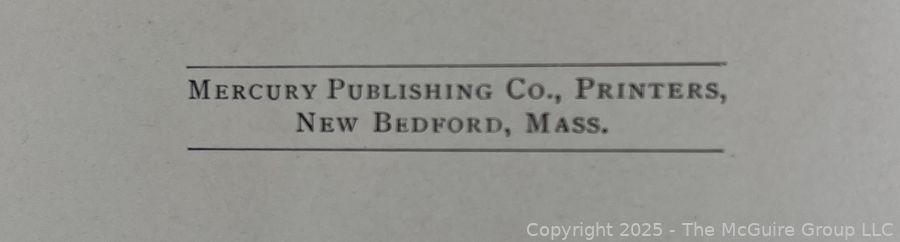 Mercury Publishing Co., Printers,
New Bedford, Mass.
Copyright 2025 - The McGuire Group LLC